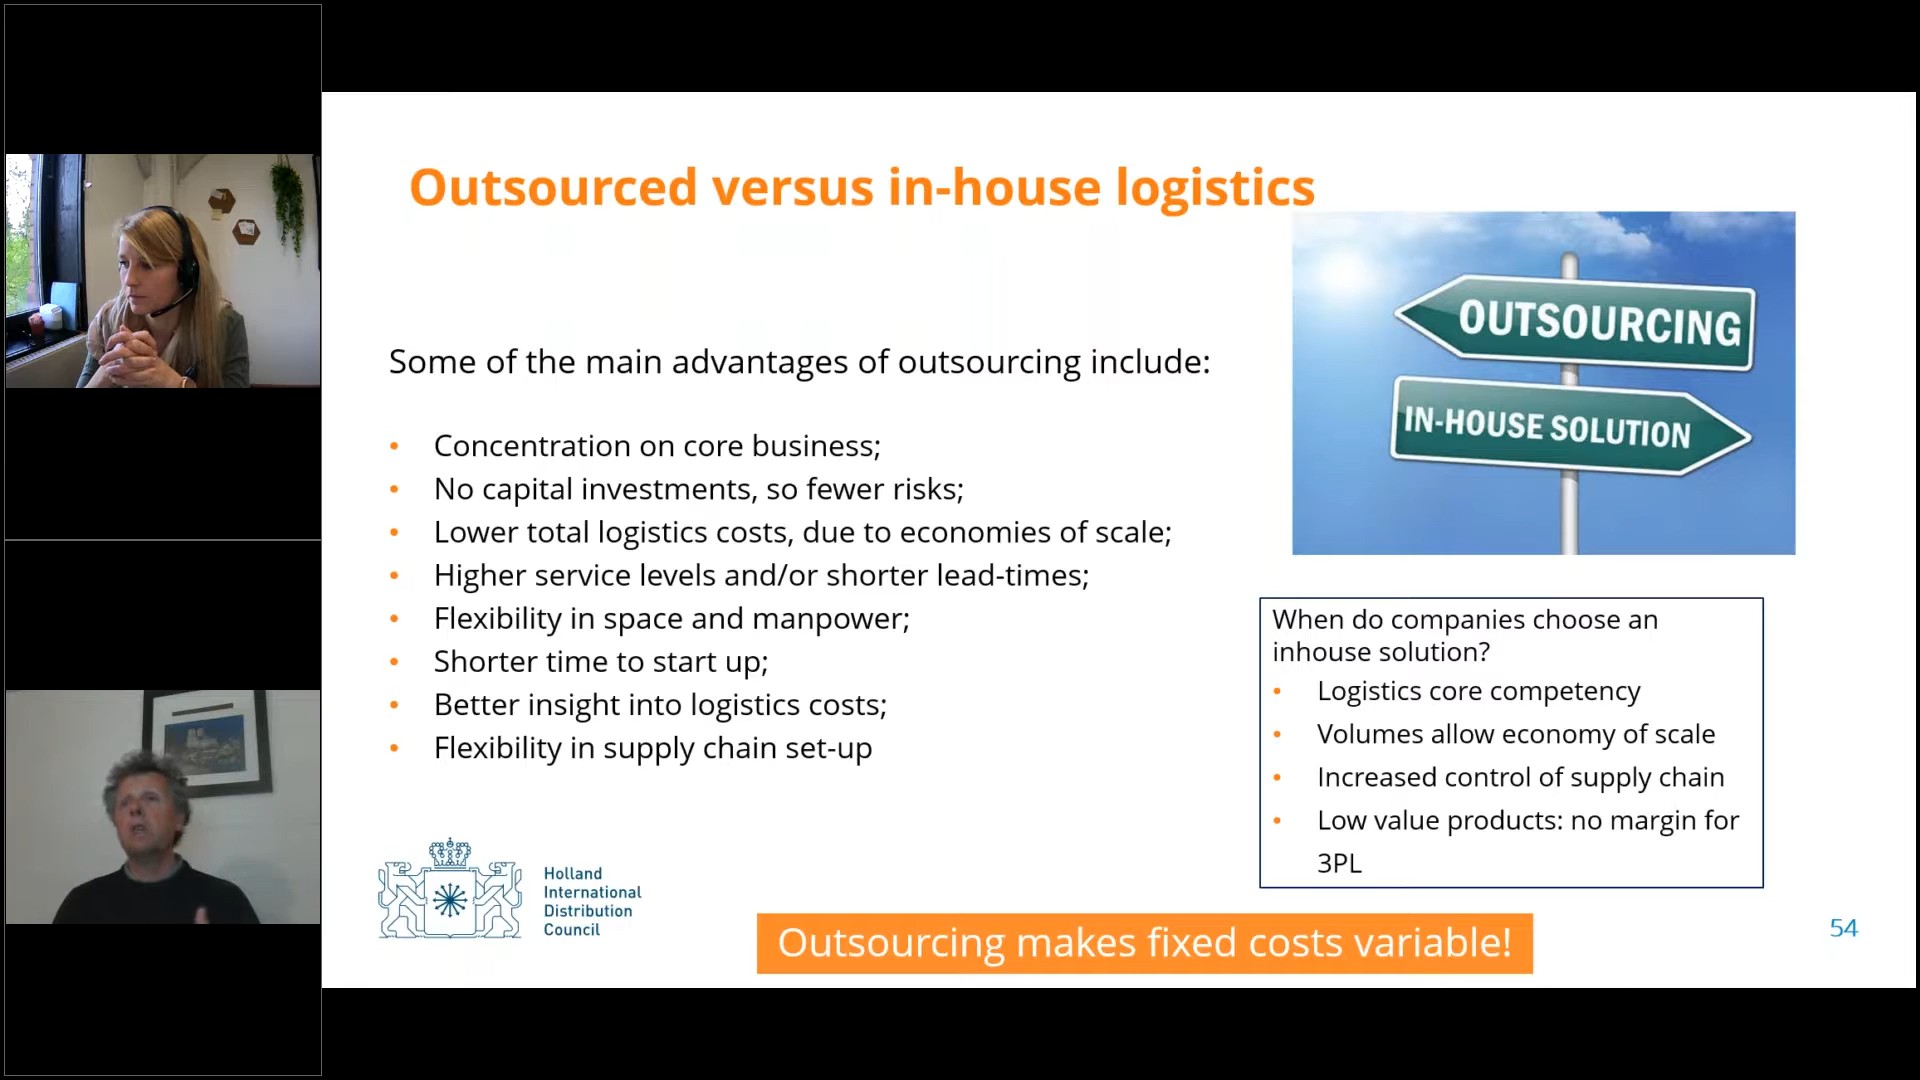 Outsourced versus in-house logistics
OUTSOURCING
IN-HOUSE SOLUTION
Some of the main advantages of outsourcing include:
• Concentration on core business;
• No capital investments, so fewer risks;
• Lower total logistics costs, due to economies of scale;
• Higher service levels and/or shorter lead-times;
• Flexibility in space and manpower;
• Shorter time to start up;
• Better insight into logistics costs;
• Flexibility in supply chain set-up
When do companies choose an
inhouse solution?
• Logistics core competency
• Volumes allow economy of scale
• Increased control of supply chain
• Low value products: no margin for
3PL
Holland
International
Distribution
Council
Outsourcing makes fixed costs variable!
54